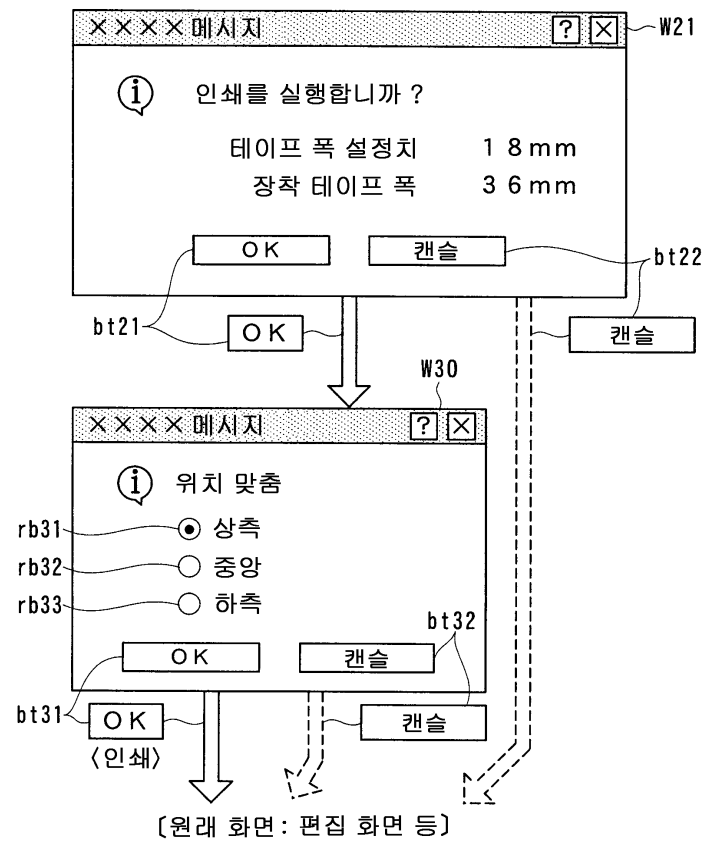 ××××메시지 ? × W21
i 인쇄를 실행합니까 ?
테이프 폭 설정치 18mm
장착 테이프 폭 36mm
OK 캔슬
bt22
bt21 OK 캔슬
W30
××××메시지 ? ×
i 위치 맞춤
rb31 상측
rb32 중앙
rb33 하측
bt32
OK 캔슬
bt31 OK 캔슬
〈인쇄〉
〔원래 화면: 편집 화면 등〕